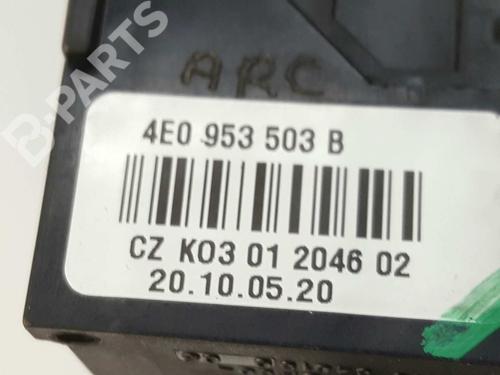 B-PARTS
ARC
4E0 953 503 B
CZ K03 01 2046 02
20.10.05.20